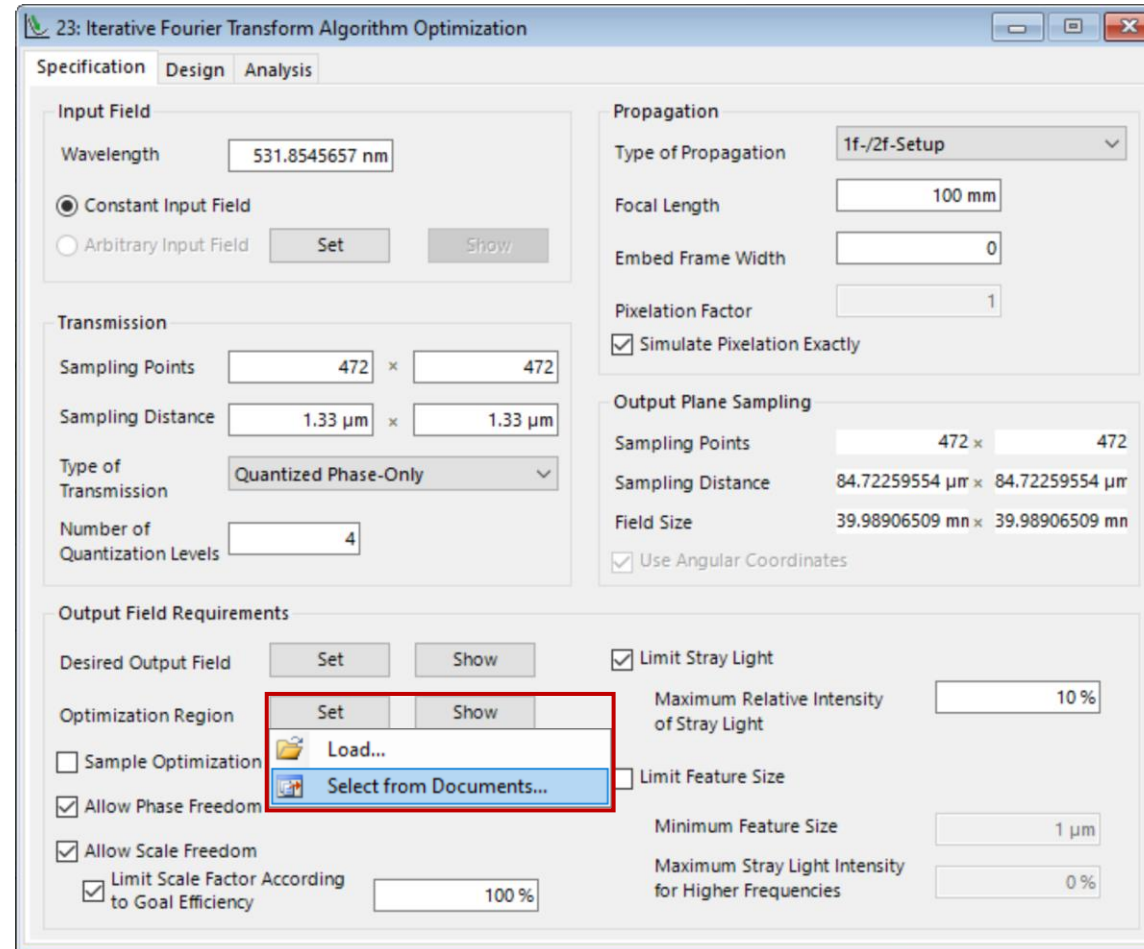 23: Iterative Fourier Transform Algorithm Optimization
Specification Design Analysis
Input Field
Wavelength 531.8545657 nm
Constant Input Field
Arbitrary Input Field Set Show
Transmission
Sampling Points 472 × 472
Sampling Distance 1.33 µm × 1.33 µm
Type of
Transmission
Quantized Phase-Only
Number of
Quantization Levels
4
Propagation
Type of Propagation 1f-/2f-Setup
Focal Length 100 mm
Embed Frame Width 0
Pixelation Factor 1
Simulate Pixelation Exactly
Output Plane Sampling
Sampling Points 472 × 472
Sampling Distance 84.72259554 µm × 84.72259554 µm
Field Size 39.98906509 mm × 39.98906509 mm
Use Angular Coordinates
Output Field Requirements
Desired Output Field Set Show
Optimization Region Set Show
Load...
Select from Documents...
Sample Optimization
Allow Phase Freedom
Allow Scale Freedom
Limit Scale Factor According
to Goal Efficiency
100 %
Limit Stray Light
Maximum Relative Intensity
of Stray Light
10 %
Limit Feature Size
Minimum Feature Size 1 µm
Maximum Stray Light Intensity
for Higher Frequencies
0 %